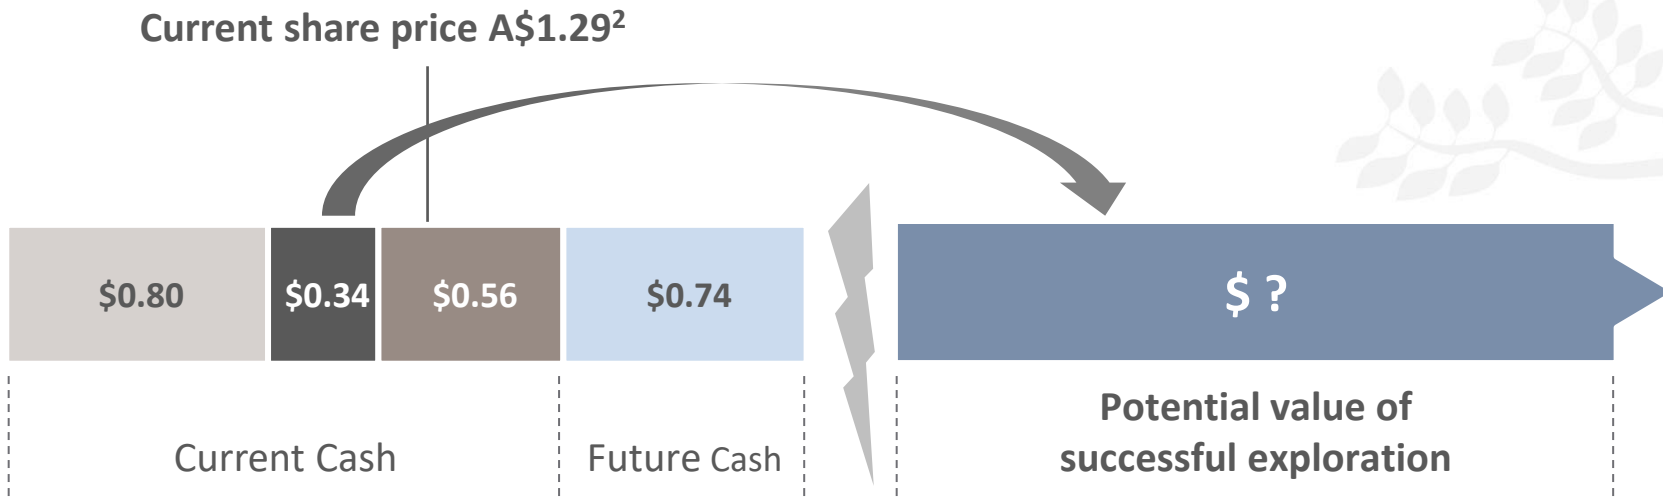 Current share price A$1.29²
$0.80
$0.34
$0.56
$0.74
$ ?
Current Cash
Future Cash
Potential value of
successful exploration